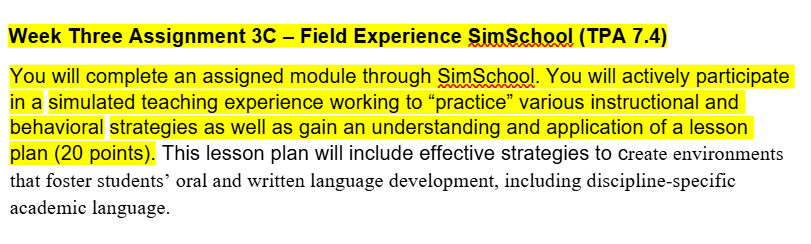 Week Three Assignment 3C – Field Experience SimSchool (TPA 7.4)
You will complete an assigned module through SimSchool. You will actively participate
in a simulated teaching experience working to “practice” various instructional and
behavioral strategies as well as gain an understanding and application of a lesson
plan (20 points). This lesson plan will include effective strategies to create environments
that foster students’ oral and written language development, including discipline-specific
academic language.